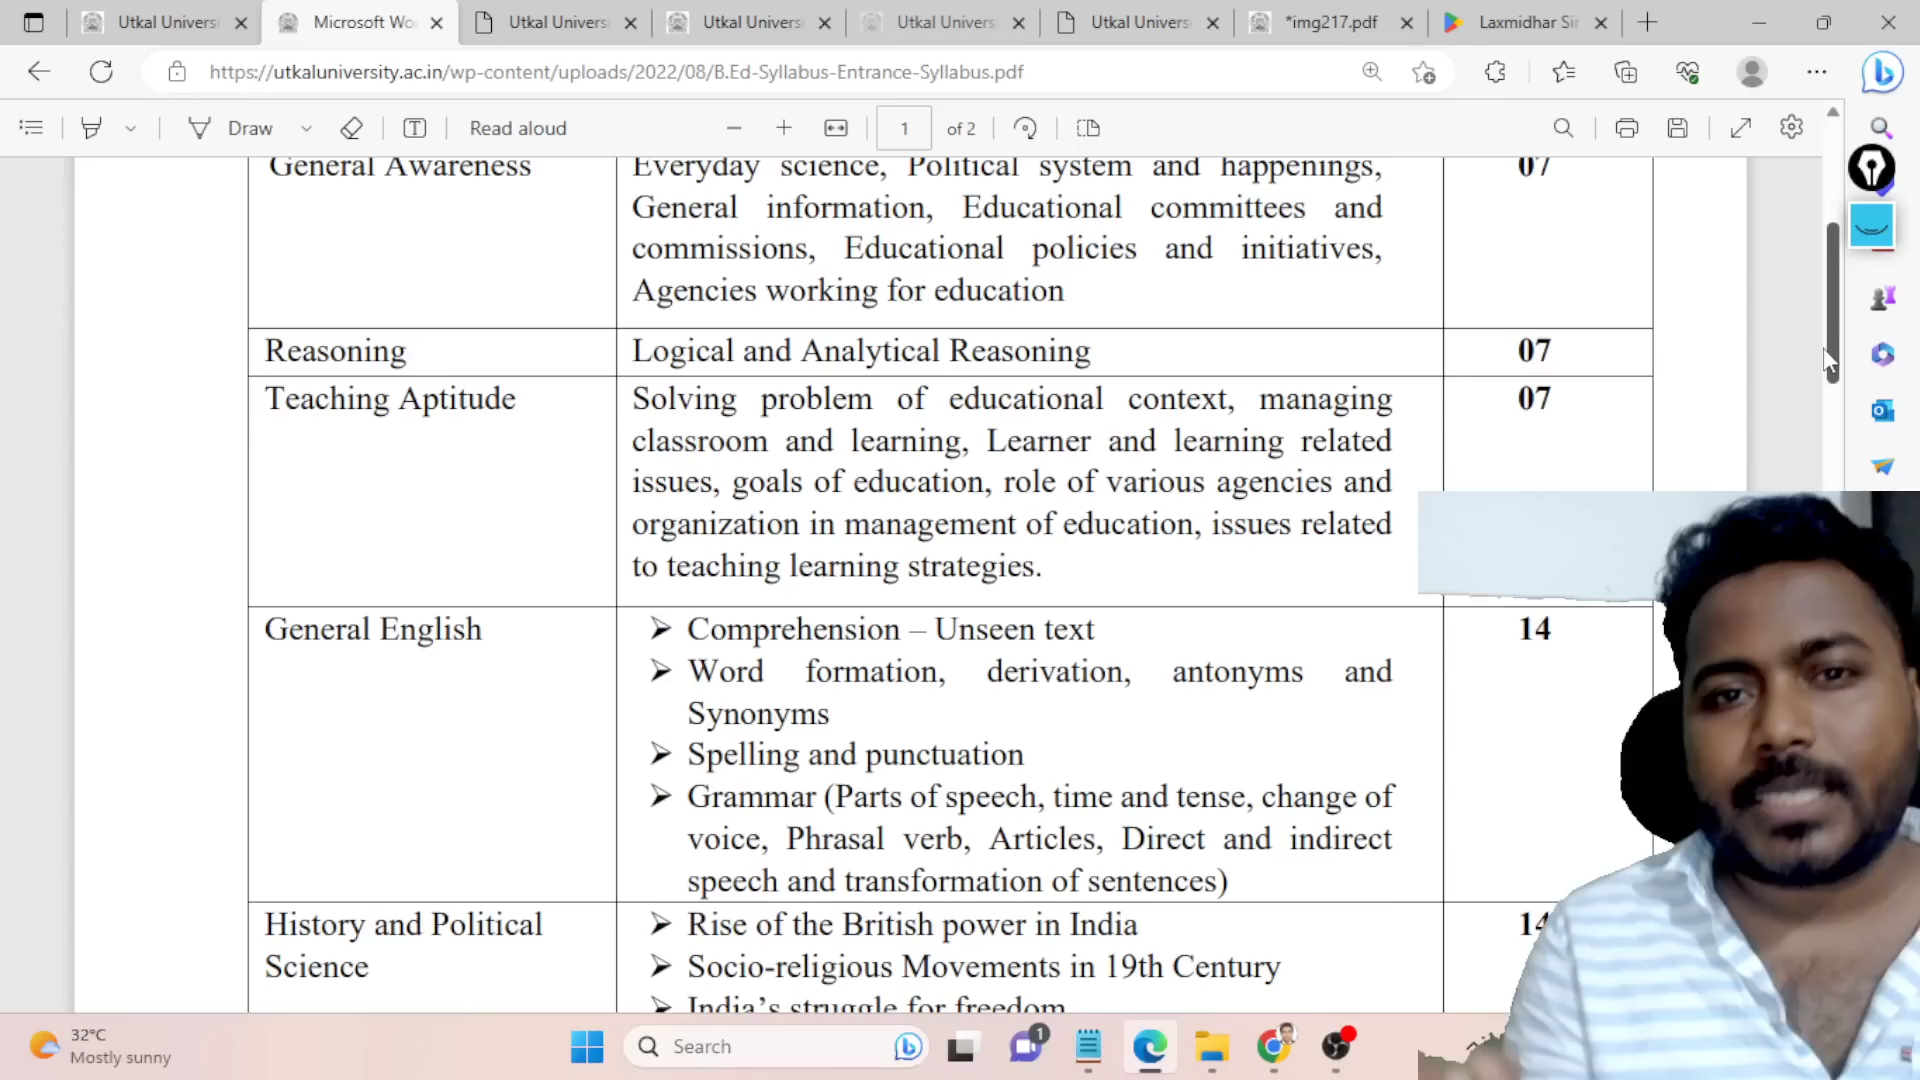 Utkal Univers
Microsoft Wo
Utkal Univers
Utkal Univers
Utkal Univers
Utkal Univers
*img217.pdf
Laxmidhar Sir
https://utkaluniversity.ac.in/wp-content/uploads/2022/08/B.Ed-Syllabus-Entrance-Syllabus.pdf
Draw
Read aloud
1 of 2
General Awareness
Everyday science, Political system and happenings,
General information, Educational committees and
commissions, Educational policies and initiatives,
Agencies working for education
07
Reasoning
Logical and Analytical Reasoning
07
Teaching Aptitude
Solving problem of educational context, managing
classroom and learning, Learner and learning related
issues, goals of education, role of various agencies and
organization in management of education, issues related
to teaching learning strategies.
07
General English
➢ Comprehension – Unseen text
➢ Word formation, derivation, antonyms and
Synonyms
➢ Spelling and punctuation
➢ Grammar (Parts of speech, time and tense, change of
voice, Phrasal verb, Articles, Direct and indirect
speech and transformation of sentences)
14
History and Political
Science
➢ Rise of the British power in India
➢ Socio-religious Movements in 19th Century
➢ India's struggle for freedom
14
32°C
Mostly sunny
Search
1